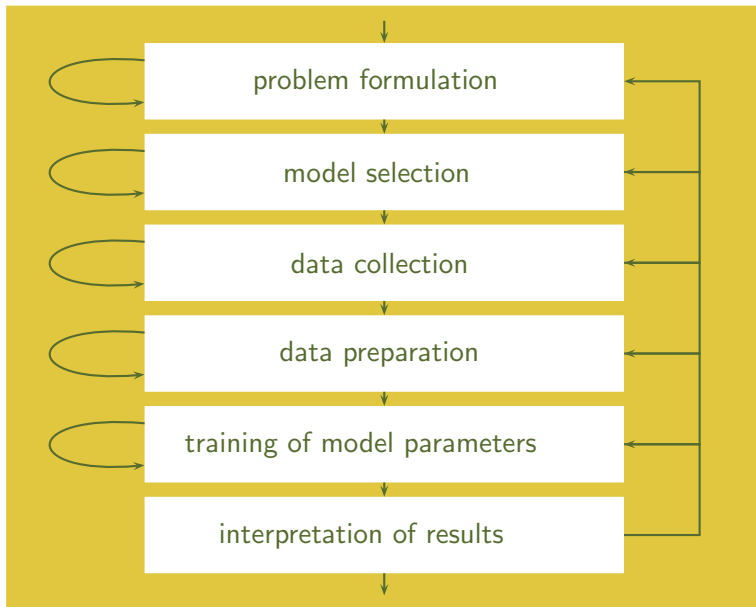 problem formulation
model selection
data collection
data preparation
training of model parameters
interpretation of results